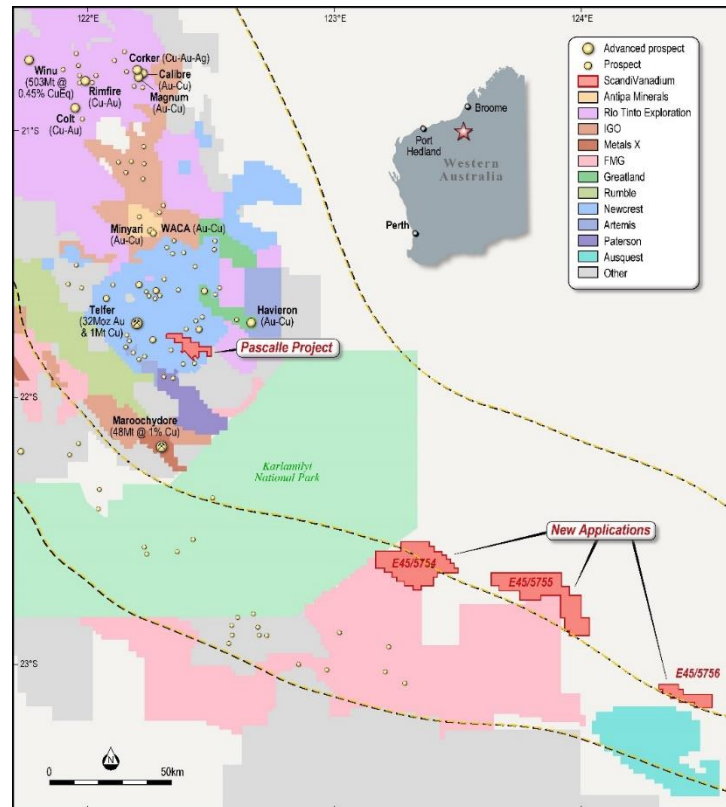 122°E
123°E
124°E
21°S
22°S
23°S
Winu
(503Mt @
0.45% CuEq)
Corker (Cu-Au-Ag)
Calibre
(Au-Cu)
Rimfire
(Cu-Au)
Magnum
(Au-Cu)
Colt
(Cu-Au)
Minyari
(Au-Cu)
WACA (Au-Cu)
Telfer
(32Moz Au
& 1Mt Cu)
Havieron
(Au-Cu)
Pascalle Project
Maroochydore
(48Mt @ 1% Cu)
Karlamilyi
National Park
New Applications
E45/5754
E45/5755
E45/5756
Broome
Port
Hedland
Western
Australia
Perth
Advanced prospect
Prospect
ScandiVanadium
Antipa Minerals
Rio Tinto Exploration
IGO
Metals X
FMG
Greatland
Rumble
Newcrest
Artemis
Paterson
Ausquest
Other
N
0
50km